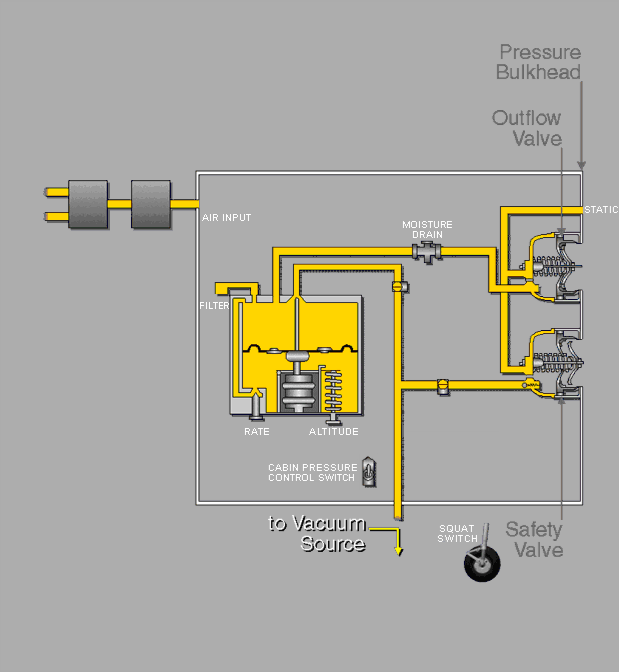 Pressure
Bulkhead
Outflow
Valve
STATIC
AIR INPUT
MOISTURE
DRAIN
FILTER
RATE
ALTITUDE
CABIN PRESSURE
CONTROL SWITCH
to Vacuum
Source
SQUAT
SWITCH
Safety
Valve